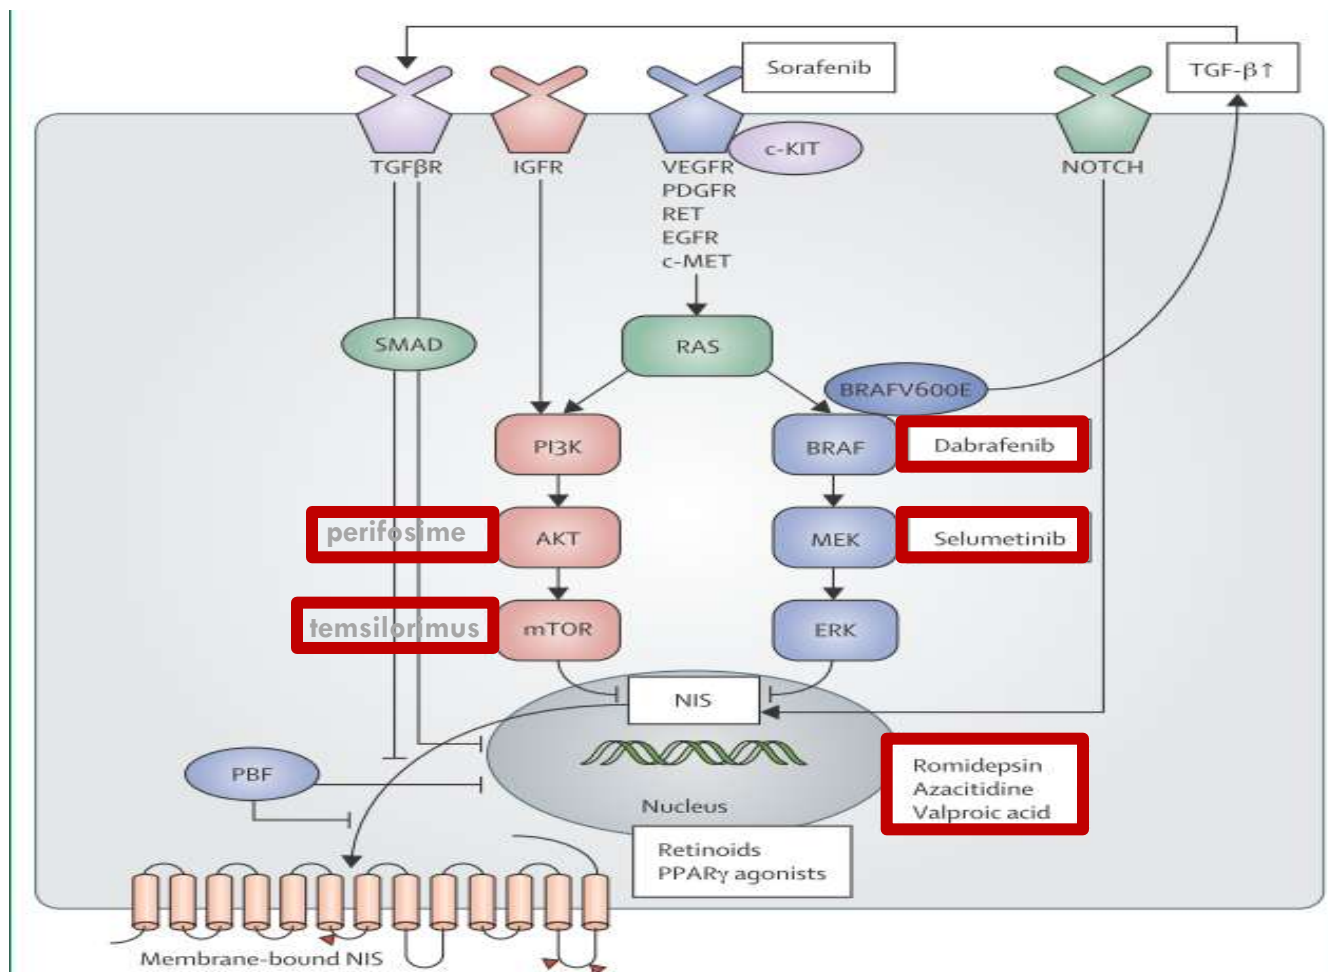 Sorafenib
TGF-β↑
c-KIT
TGFβR
IGFR
VEGFR
PDGFR
RET
EGFR
c-MET
NOTCH
SMAD
RAS
BRAFV600E
PI3K
BRAF
Dabrafenib
perifosime
AKT
MEK
Selumetinib
temsilorimus
mTOR
ERK
NIS
PBF
Nucleus
Romidepsin
Azacitidine
Valproic acid
Retinoids
PPARγ agonists
Membrane-bound NIS